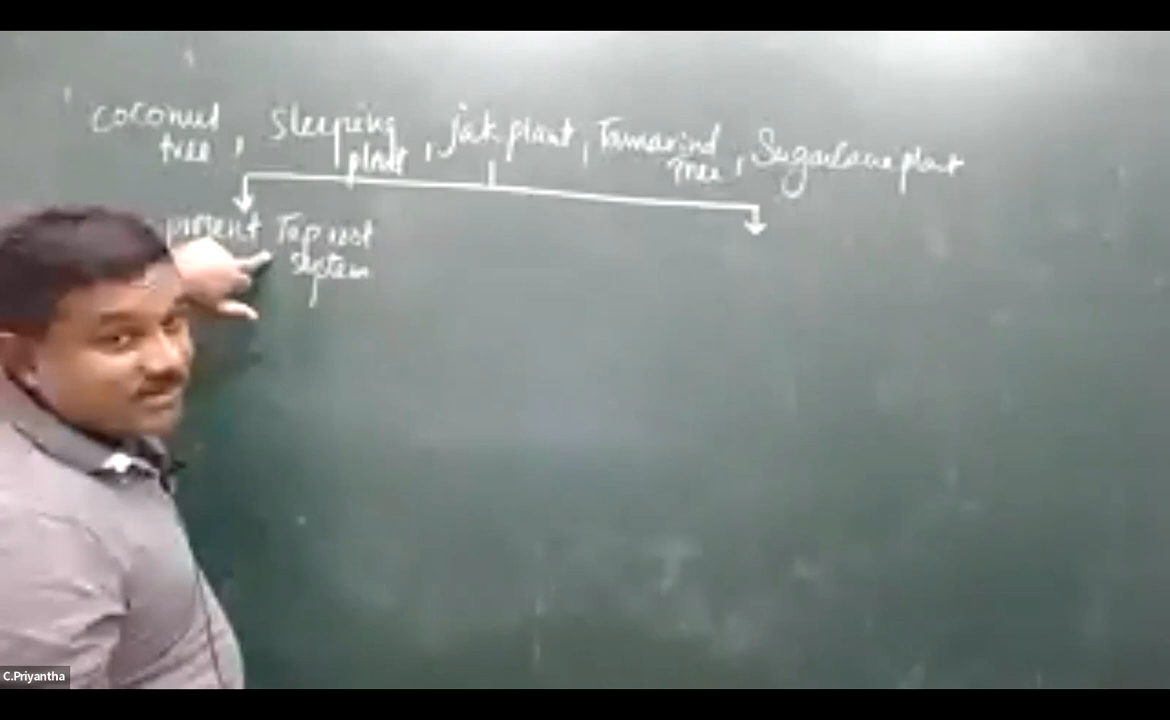 coconut tree, sleeping plant, jak plant, Tamarind Tree, Sugarcane plant
present Tap root
system
C.Priyantha